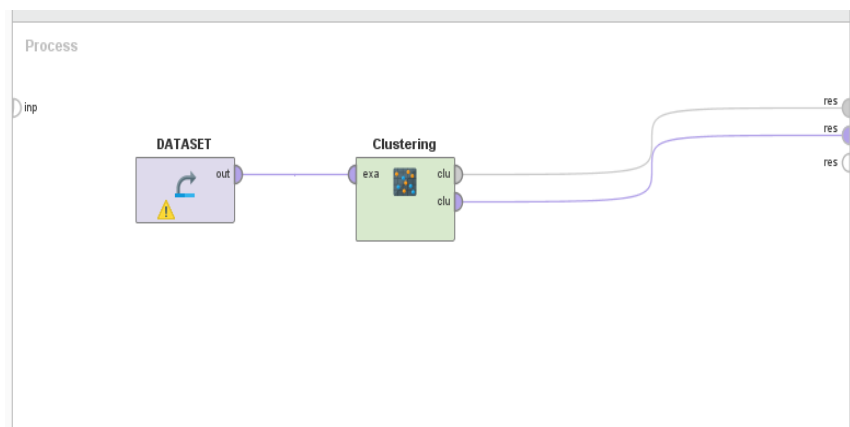 Process
inp
res
res
res
DATASET
out
Clustering
exa
clu
clu